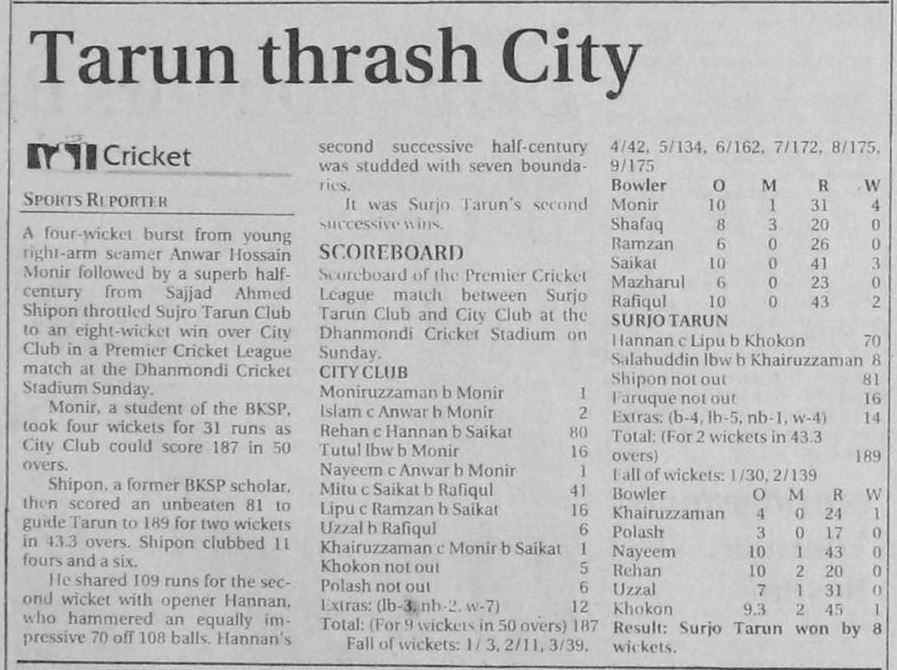 Tarun thrash City
Cricket
SPORTS REPORTER
A four-wicket burst from young
right-arm seamer Anwar Hossain
Monir followed by a superb half-
century from Sajjad Ahmed
Shipon throttled Sujro Tarun Club
to an eight-wicket win over City
Club in a Premier Cricket League
match at the Dhanmondi Cricket
Stadium Sunday.
Monir, a student of the BKSP,
took four wickets for 31 runs as
City Club could score 187 in 50
overs.
Shipon, a former BKSP scholar,
then scored an unbeaten 81 to
guide Tarun to 189 for two wickets
in 43.3 overs. Shipon clubbed 11
fours and a six.
He shared 109 runs for the sec-
ond wicket with opener Hannan,
who hammered an equally im-
pressive 70 off 108 balls. Hannan's
second successive half-century
was studded with seven bounda-
ries.
It was Surjo Tarun's second
successive wins.
SCOREBOARD
Scoreboard of the Premier Cricket
League match between Surjo
Tarun Club and City Club at the
Dhanmondi Cricket Stadium on
Sunday.
CITY CLUB
Moniruzzaman b Monir 1
Islam c Anwar b Monir 2
Rehan c Hannan b Saikat 80
Tutul lbw b Monir 16
Nayeem c Anwar b Monir 1
Mitu c Saikat b Rafiqul 41
Lipu c Ramzan b Saikat 16
Uzzal b Rafiqul 6
Khairuzzaman c Monir b Saikat 1
Khokon not out 5
Polash not out 6
Extras: (lb-3, nb-2, w-7) 12
Total: (For 9 wickets in 50 overs) 187
Fall of wickets: 1/ 3, 2/11, 3/39,
4/42, 5/134, 6/162, 7/172, 8/175,
9/175
Bowler O M R W
Monir 10 1 31 4
Shafaq 8 3 20 0
Ramzan 6 0 26 0
Saikat 10 0 41 3
Mazharul 6 0 23 0
Rafiqul 10 0 43 2
SURJO TARUN
Hannan c Lipu b Khokon 70
Salahuddin lbw b Khairuzzaman 8
Shipon not out 81
Faruque not out 16
Extras: (b-4, lb-5, nb-1, w-4) 14
Total: (For 2 wickets in 43.3
overs) 189
Fall of wickets: 1/30, 2/139
Bowler O M R W
Khairuzzaman 4 0 24 1
Polash 3 0 17 0
Nayeem 10 1 43 0
Rehan 10 2 20 0
Uzzal 7 1 31 0
Khokon 9.3 2 45 1
Result: Surjo Tarun won by 8
wickets.